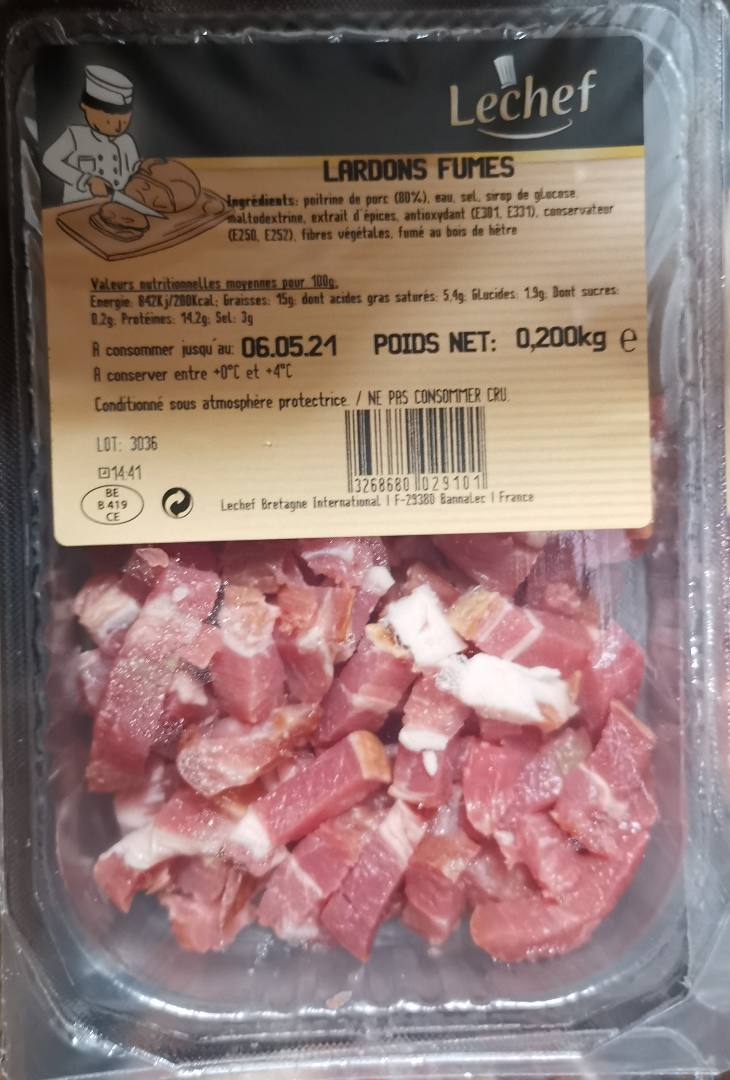 Lechef
LARDONS FUMES
Ingrédients: poitrine de porc (80%), eau, sel, sirop de glucose,
maltodextrine, extrait d'épices, antioxydant (E301, E331), conservateur
(E250, E252), fibres végétales, fumé au bois de hêtre
Valeurs nutritionnelles moyennes pour 100g:
Energie: 842Kj/200Kcal; Graisses: 15g; dont acides gras saturés: 5,4g; Glucides: 1,9g; Dont sucres:
0,2g; Protéines: 14,2g; Sel: 3g
A consommer jusqu'au: 06.05.21 POIDS NET: 0,200kg e
A conserver entre +0°C et +4°C
Conditionné sous atmosphère protectrice / NE PAS CONSOMMER CRU.
LOT: 3036
14:41
3268680 029101
BE
B 419
CE
Lechef Bretagne International | F-29380 Bannalec | France